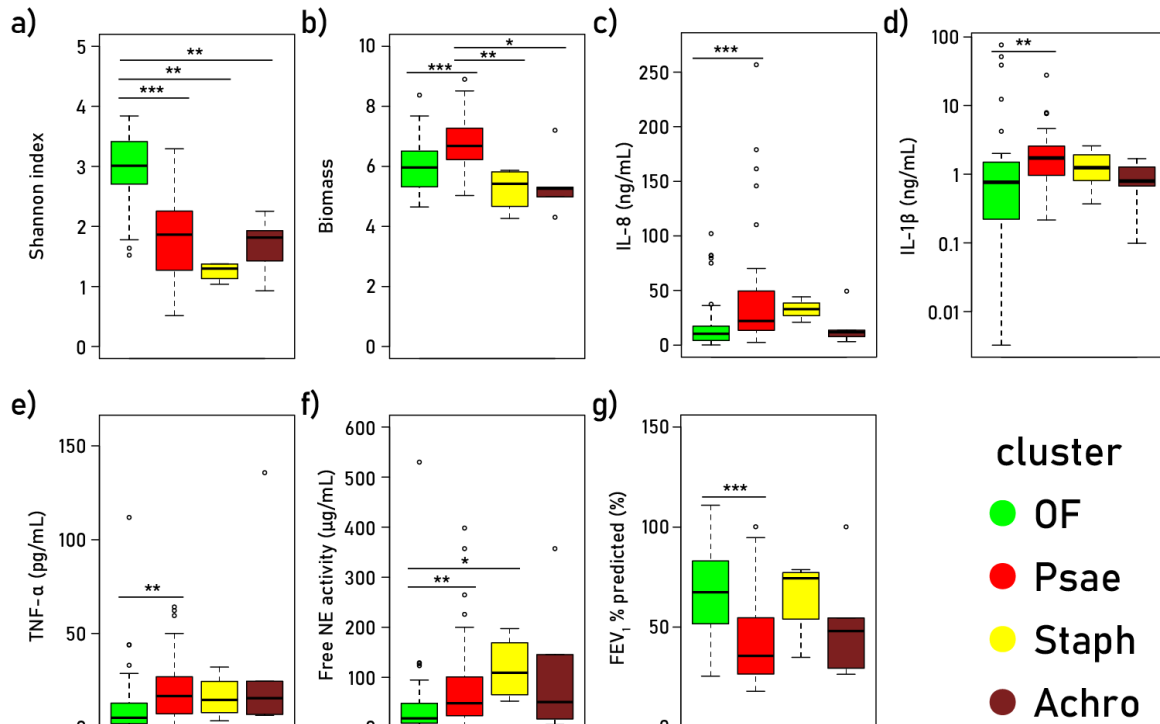 a)
Shannon index
5
4
3
2
1
0
**
**
***
b)
Biomass
10
8
6
4
2
0
*
**
***
c)
IL-8 (ng/mL)
250
200
150
100
50
0
***
d)
IL-1β (ng/mL)
100
10
1
0.1
0.01
**
e)
TNF-α (pg/mL)
150
100
50
0
**
f)
Free NE activity (µg/mL)
600
500
400
300
200
100
0
*
**
g)
FEV₁ % predicted (%)
150
100
50
0
***
cluster
OF
Psae
Staph
Achro